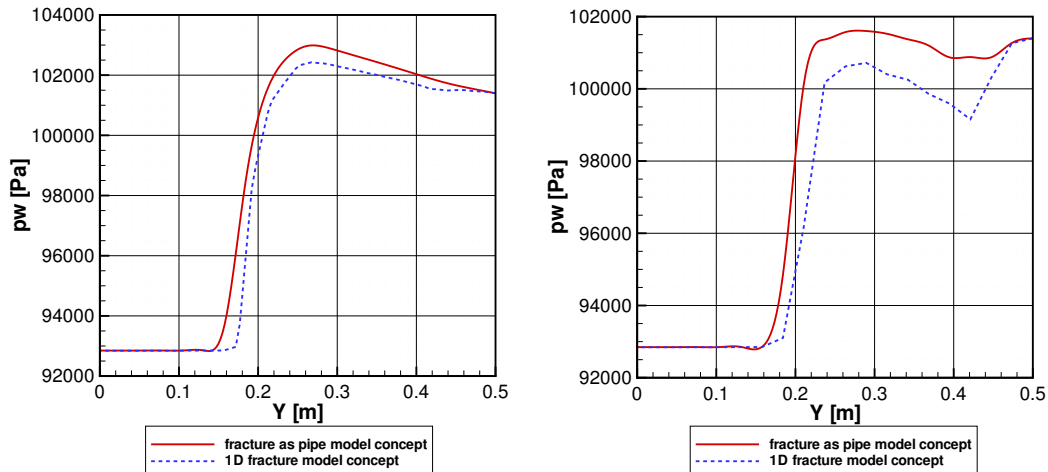 104000
102000
100000
98000
96000
94000
92000
pw [Pa]
0 0.1 0.2 0.3 0.4 0.5
Y [m]
fracture as pipe model concept
1D fracture model concept
102000
100000
98000
96000
94000
92000
pw [Pa]
0 0.1 0.2 0.3 0.4 0.5
Y [m]
fracture as pipe model concept
1D fracture model concept